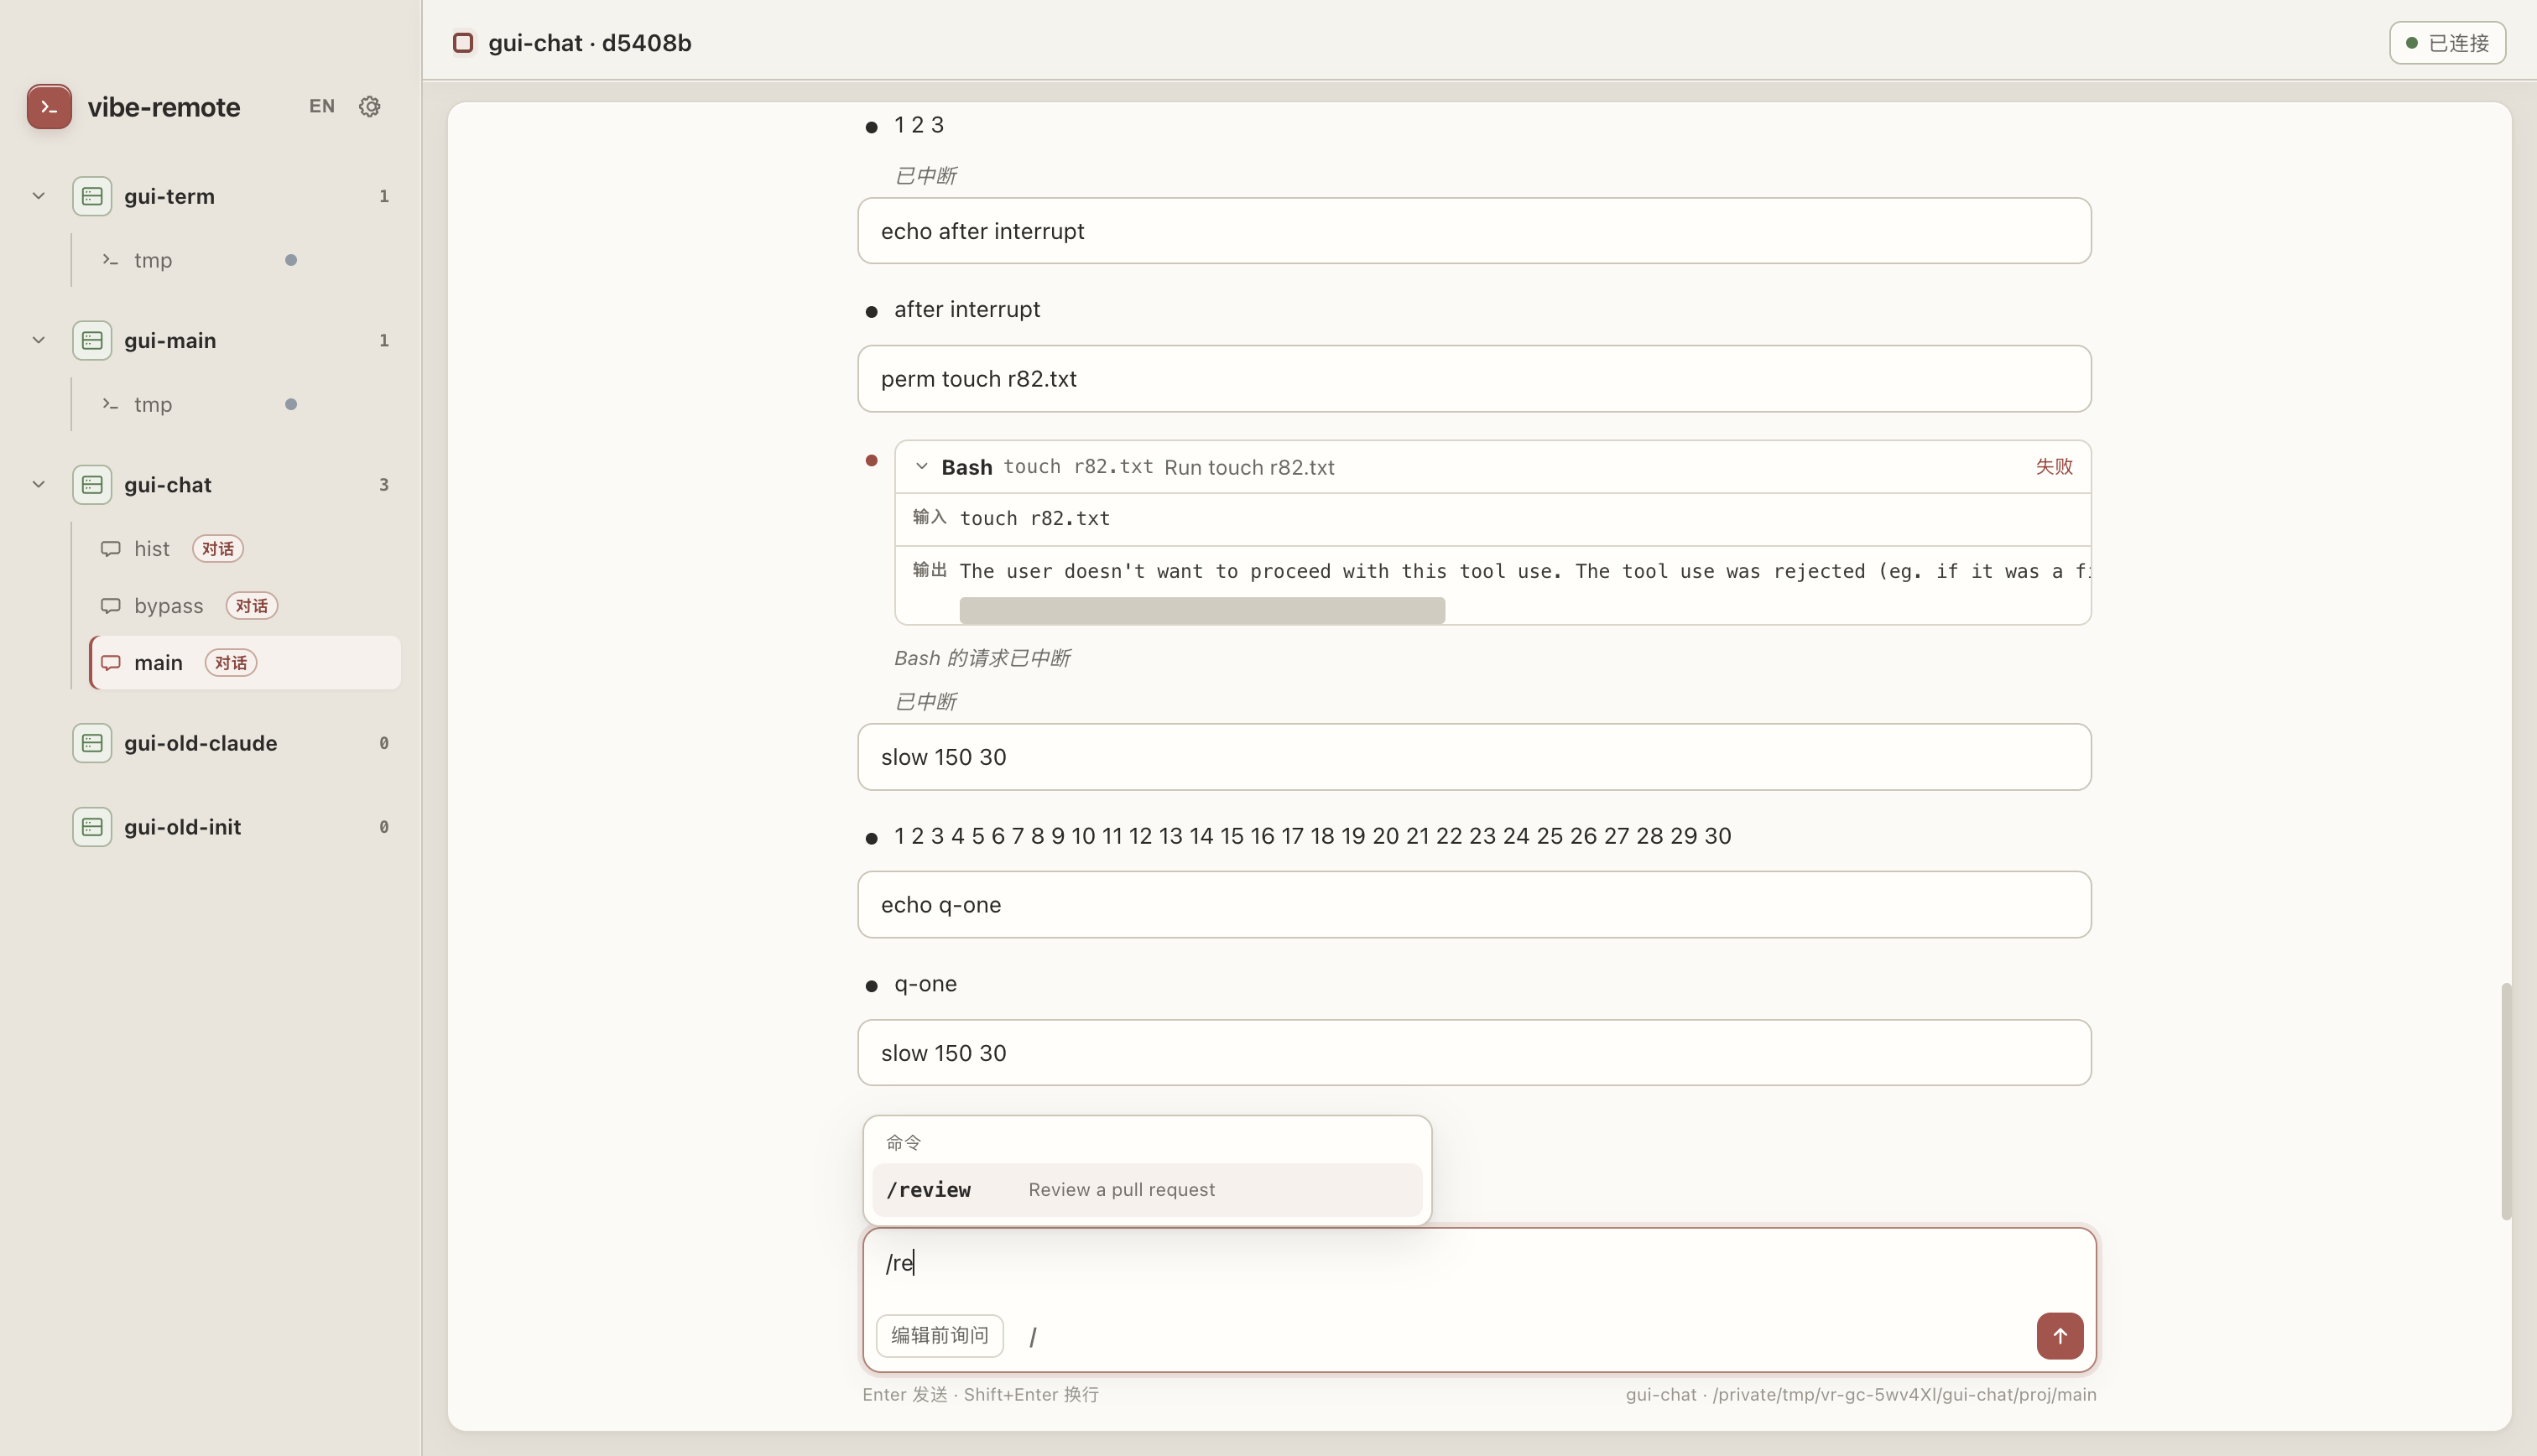 vibe-remote
EN
gui-term 1
tmp
gui-main 1
tmp
gui-chat 3
hist 对话
bypass 对话
main 对话
gui-old-claude 0
gui-old-init 0
gui-chat · d5408b
已连接
1 2 3
已中断
echo after interrupt
after interrupt
perm touch r82.txt
Bash touch r82.txt Run touch r82.txt 失败
输入 touch r82.txt
输出 The user doesn't want to proceed with this tool use. The tool use was rejected (eg. if it was a
Bash 的请求已中断
已中断
slow 150 30
1 2 3 4 5 6 7 8 9 10 11 12 13 14 15 16 17 18 19 20 21 22 23 24 25 26 27 28 29 30
echo q-one
q-one
slow 150 30
命令
/review Review a pull request
/re
编辑前询问 /
Enter 发送 · Shift+Enter 换行
gui-chat · /private/tmp/vr-gc-5wv4Xl/gui-chat/proj/main